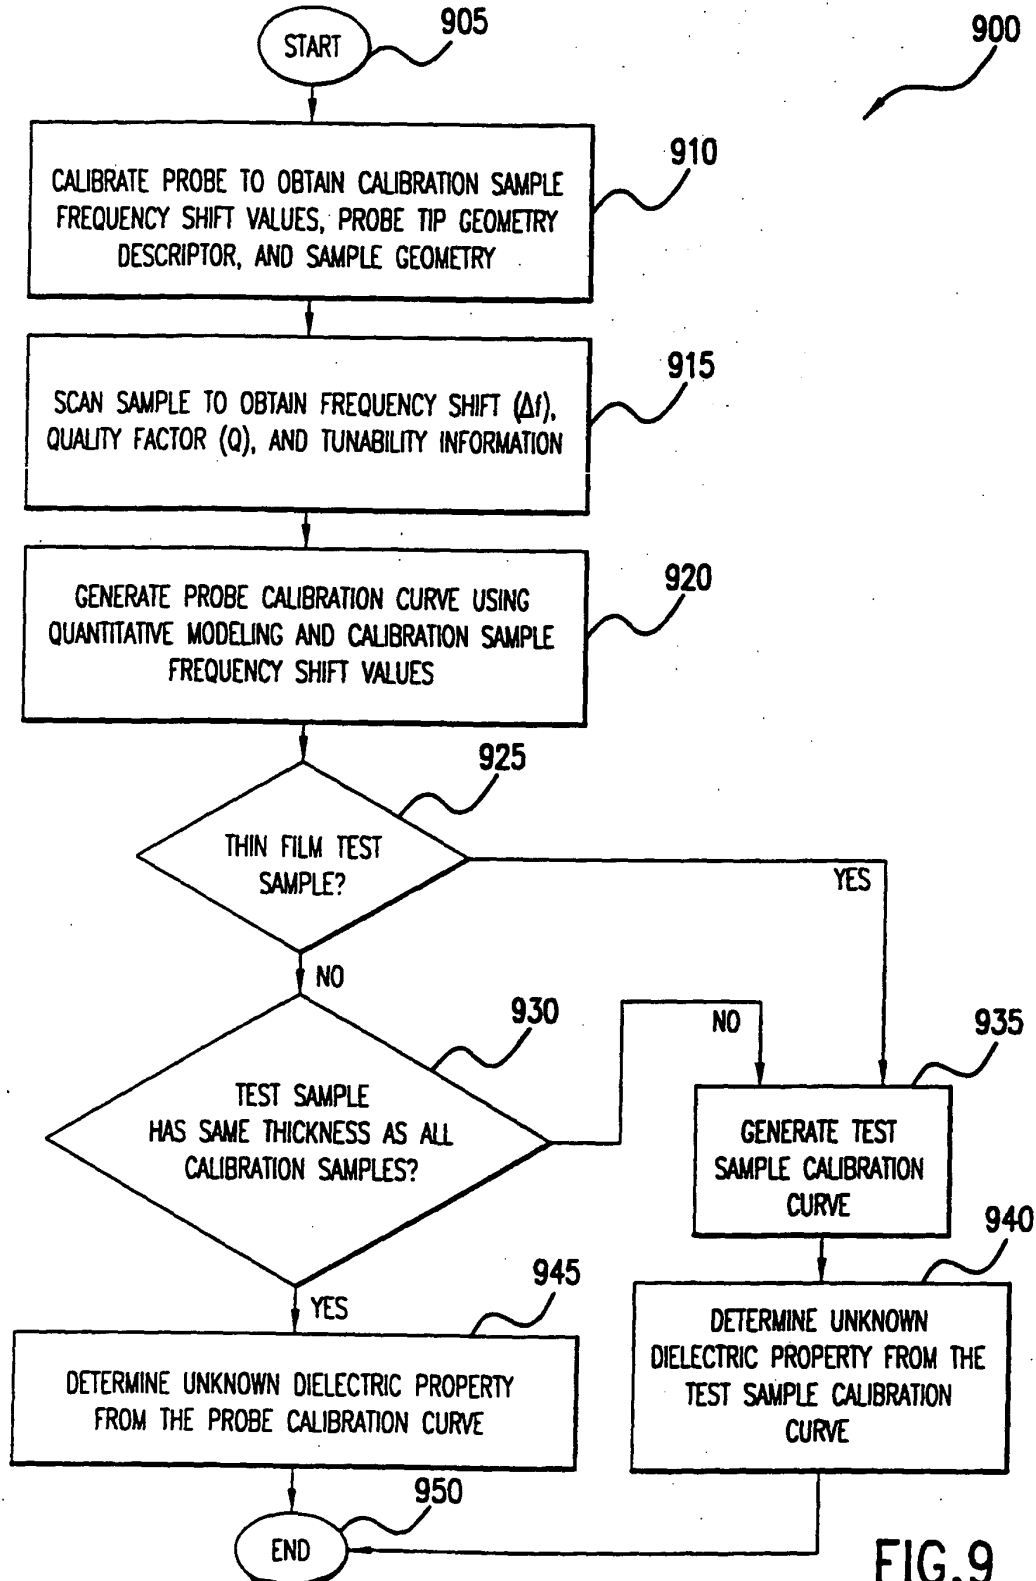 START
905
900
CALIBRATE PROBE TO OBTAIN CALIBRATION SAMPLE
FREQUENCY SHIFT VALUES, PROBE TIP GEOMETRY
DESCRIPTOR, AND SAMPLE GEOMETRY
910
SCAN SAMPLE TO OBTAIN FREQUENCY SHIFT (Δf),
QUALITY FACTOR (Q), AND TUNABILITY INFORMATION
915
GENERATE PROBE CALIBRATION CURVE USING
QUANTITATIVE MODELING AND CALIBRATION SAMPLE
FREQUENCY SHIFT VALUES
920
THIN FILM TEST
SAMPLE?
925
YES
NO
TEST SAMPLE
HAS SAME THICKNESS AS ALL
CALIBRATION SAMPLES?
930
NO
YES
GENERATE TEST
SAMPLE CALIBRATION
CURVE
935
DETERMINE UNKNOWN
DIELECTRIC PROPERTY FROM THE
TEST SAMPLE CALIBRATION
CURVE
940
DETERMINE UNKNOWN DIELECTRIC PROPERTY
FROM THE PROBE CALIBRATION CURVE
945
END
950
FIG.9